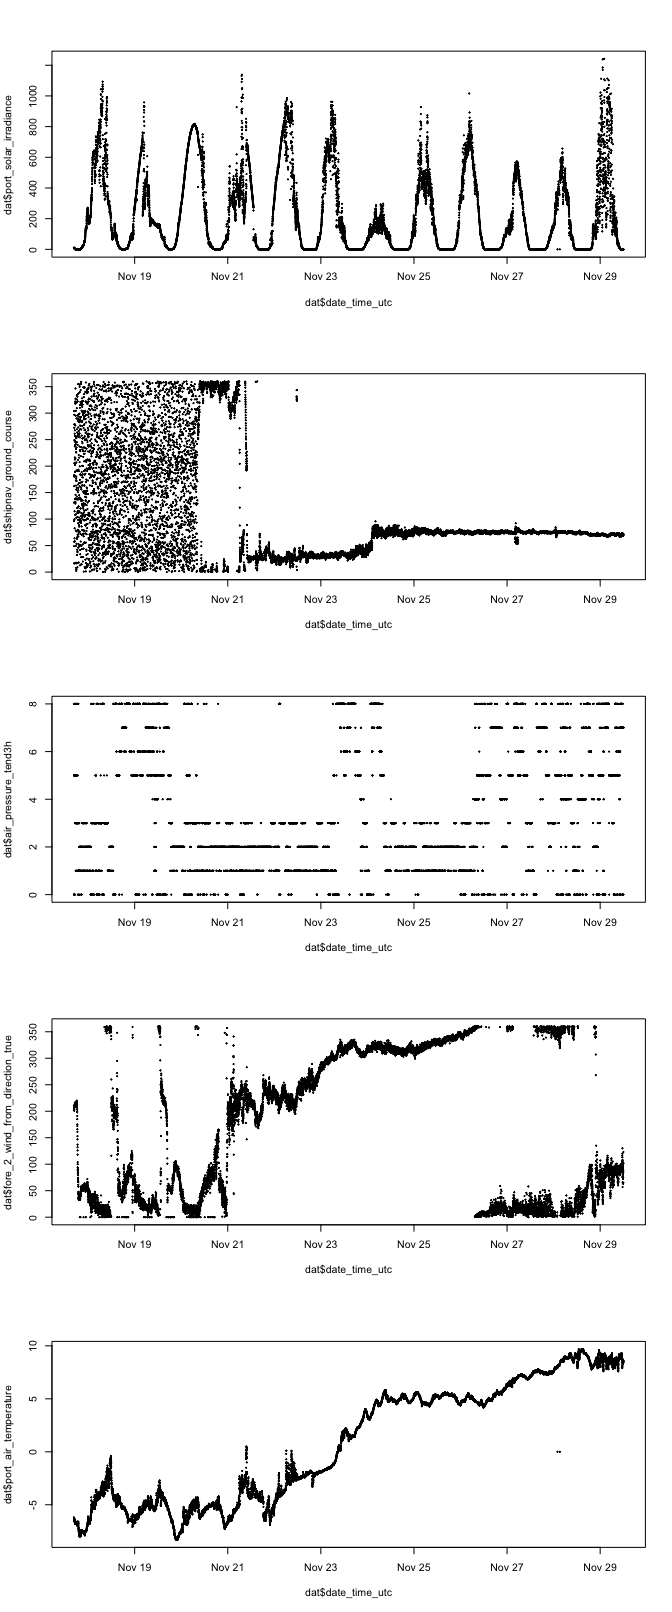 dat$port_solar_irradiance
0 200 400 600 800 1000
Nov 19 Nov 21 Nov 23 Nov 25 Nov 27 Nov 29
dat$date_time_utc
dat$shipnav_ground_course
0 50 100 150 200 250 300 350
Nov 19 Nov 21 Nov 23 Nov 25 Nov 27 Nov 29
dat$date_time_utc
dat$air_pressure_tend3h
0 2 4 6 8
Nov 19 Nov 21 Nov 23 Nov 25 Nov 27 Nov 29
dat$date_time_utc
dat$fore_2_wind_from_direction_true
0 50 100 150 200 250 300 350
Nov 19 Nov 21 Nov 23 Nov 25 Nov 27 Nov 29
dat$date_time_utc
dat$port_air_temperature
-5 0 5 10
Nov 19 Nov 21 Nov 23 Nov 25 Nov 27 Nov 29
dat$date_time_utc